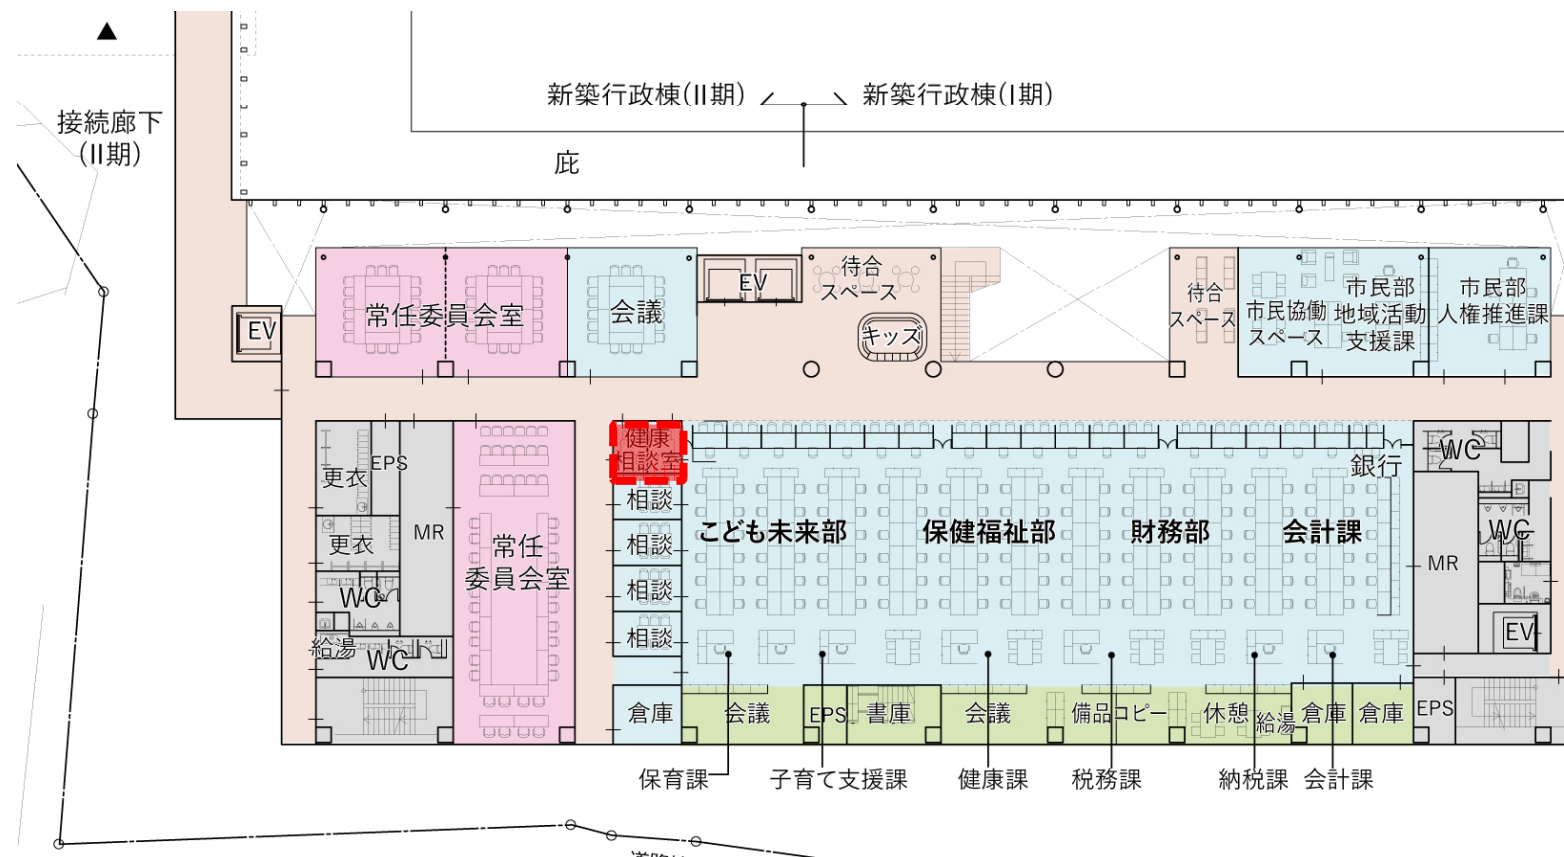 接続廊下
(II期)
新築行政棟(II期)
新築行政棟(I期)
庇
EV
常任委員会室
会議
EV
待合
スペース
キッズ
待合
スペース
市民協働
スペース
市民部
地域活動
支援課
市民部
人権推進課
更衣
EPS
MR
更衣
WC
給湯
WC
常任
委員会室
健康
相談室
相談
相談
相談
相談
倉庫
こども未来部
保健福祉部
財務部
会計課
銀行
WC
WC
MR
EV
EPS
会議
EPS
書庫
会議
備品コピー
休憩
給湯
倉庫
倉庫
保育課
子育て支援課
健康課
税務課
納税課
会計課